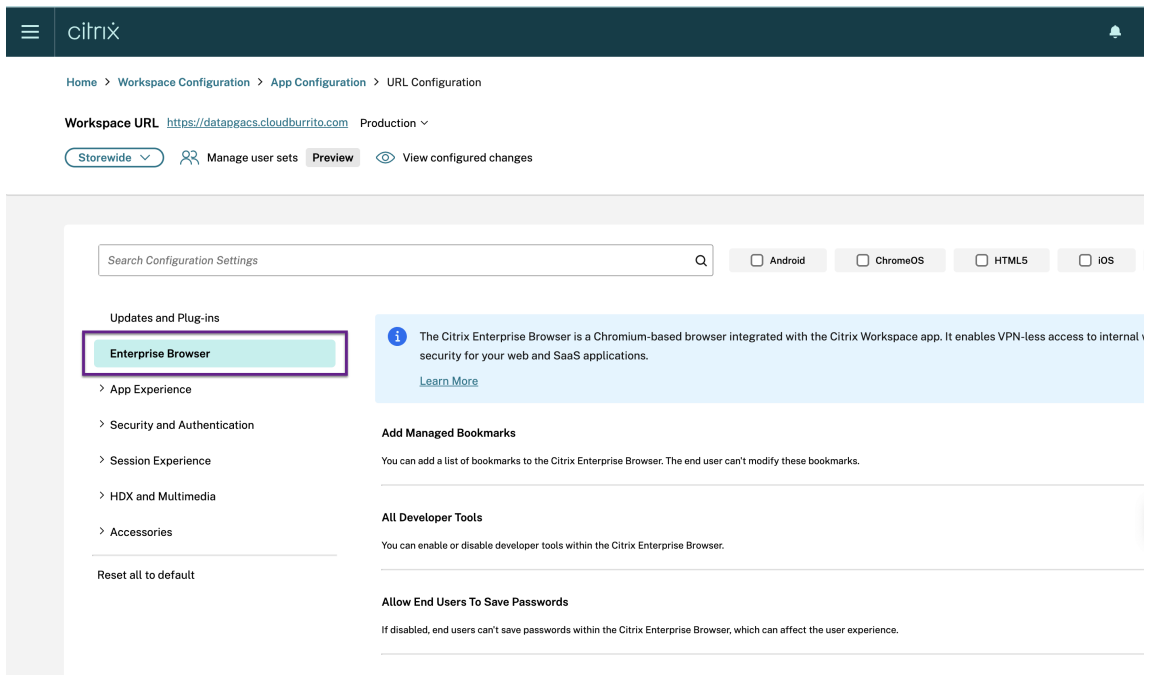 citrix
Home > Workspace Configuration > App Configuration > URL Configuration
Workspace URL https://datapgacs.cloudburrito.com Production
Storewide Manage user sets Preview View configured changes
Search Configuration Settings Android ChromeOS HTML5 iOS
Updates and Plug-ins
Enterprise Browser
App Experience
Security and Authentication
Session Experience
HDX and Multimedia
Accessories
Reset all to default
The Citrix Enterprise Browser is a Chromium-based browser integrated with the Citrix Workspace app. It enables VPN-less access to internal
security for your web and SaaS applications.
Learn More
Add Managed Bookmarks
You can add a list of bookmarks to the Citrix Enterprise Browser. The end user can't modify these bookmarks.
All Developer Tools
You can enable or disable developer tools within the Citrix Enterprise Browser.
Allow End Users To Save Passwords
If disabled, end users can't save passwords within the Citrix Enterprise Browser, which can affect the user experience.